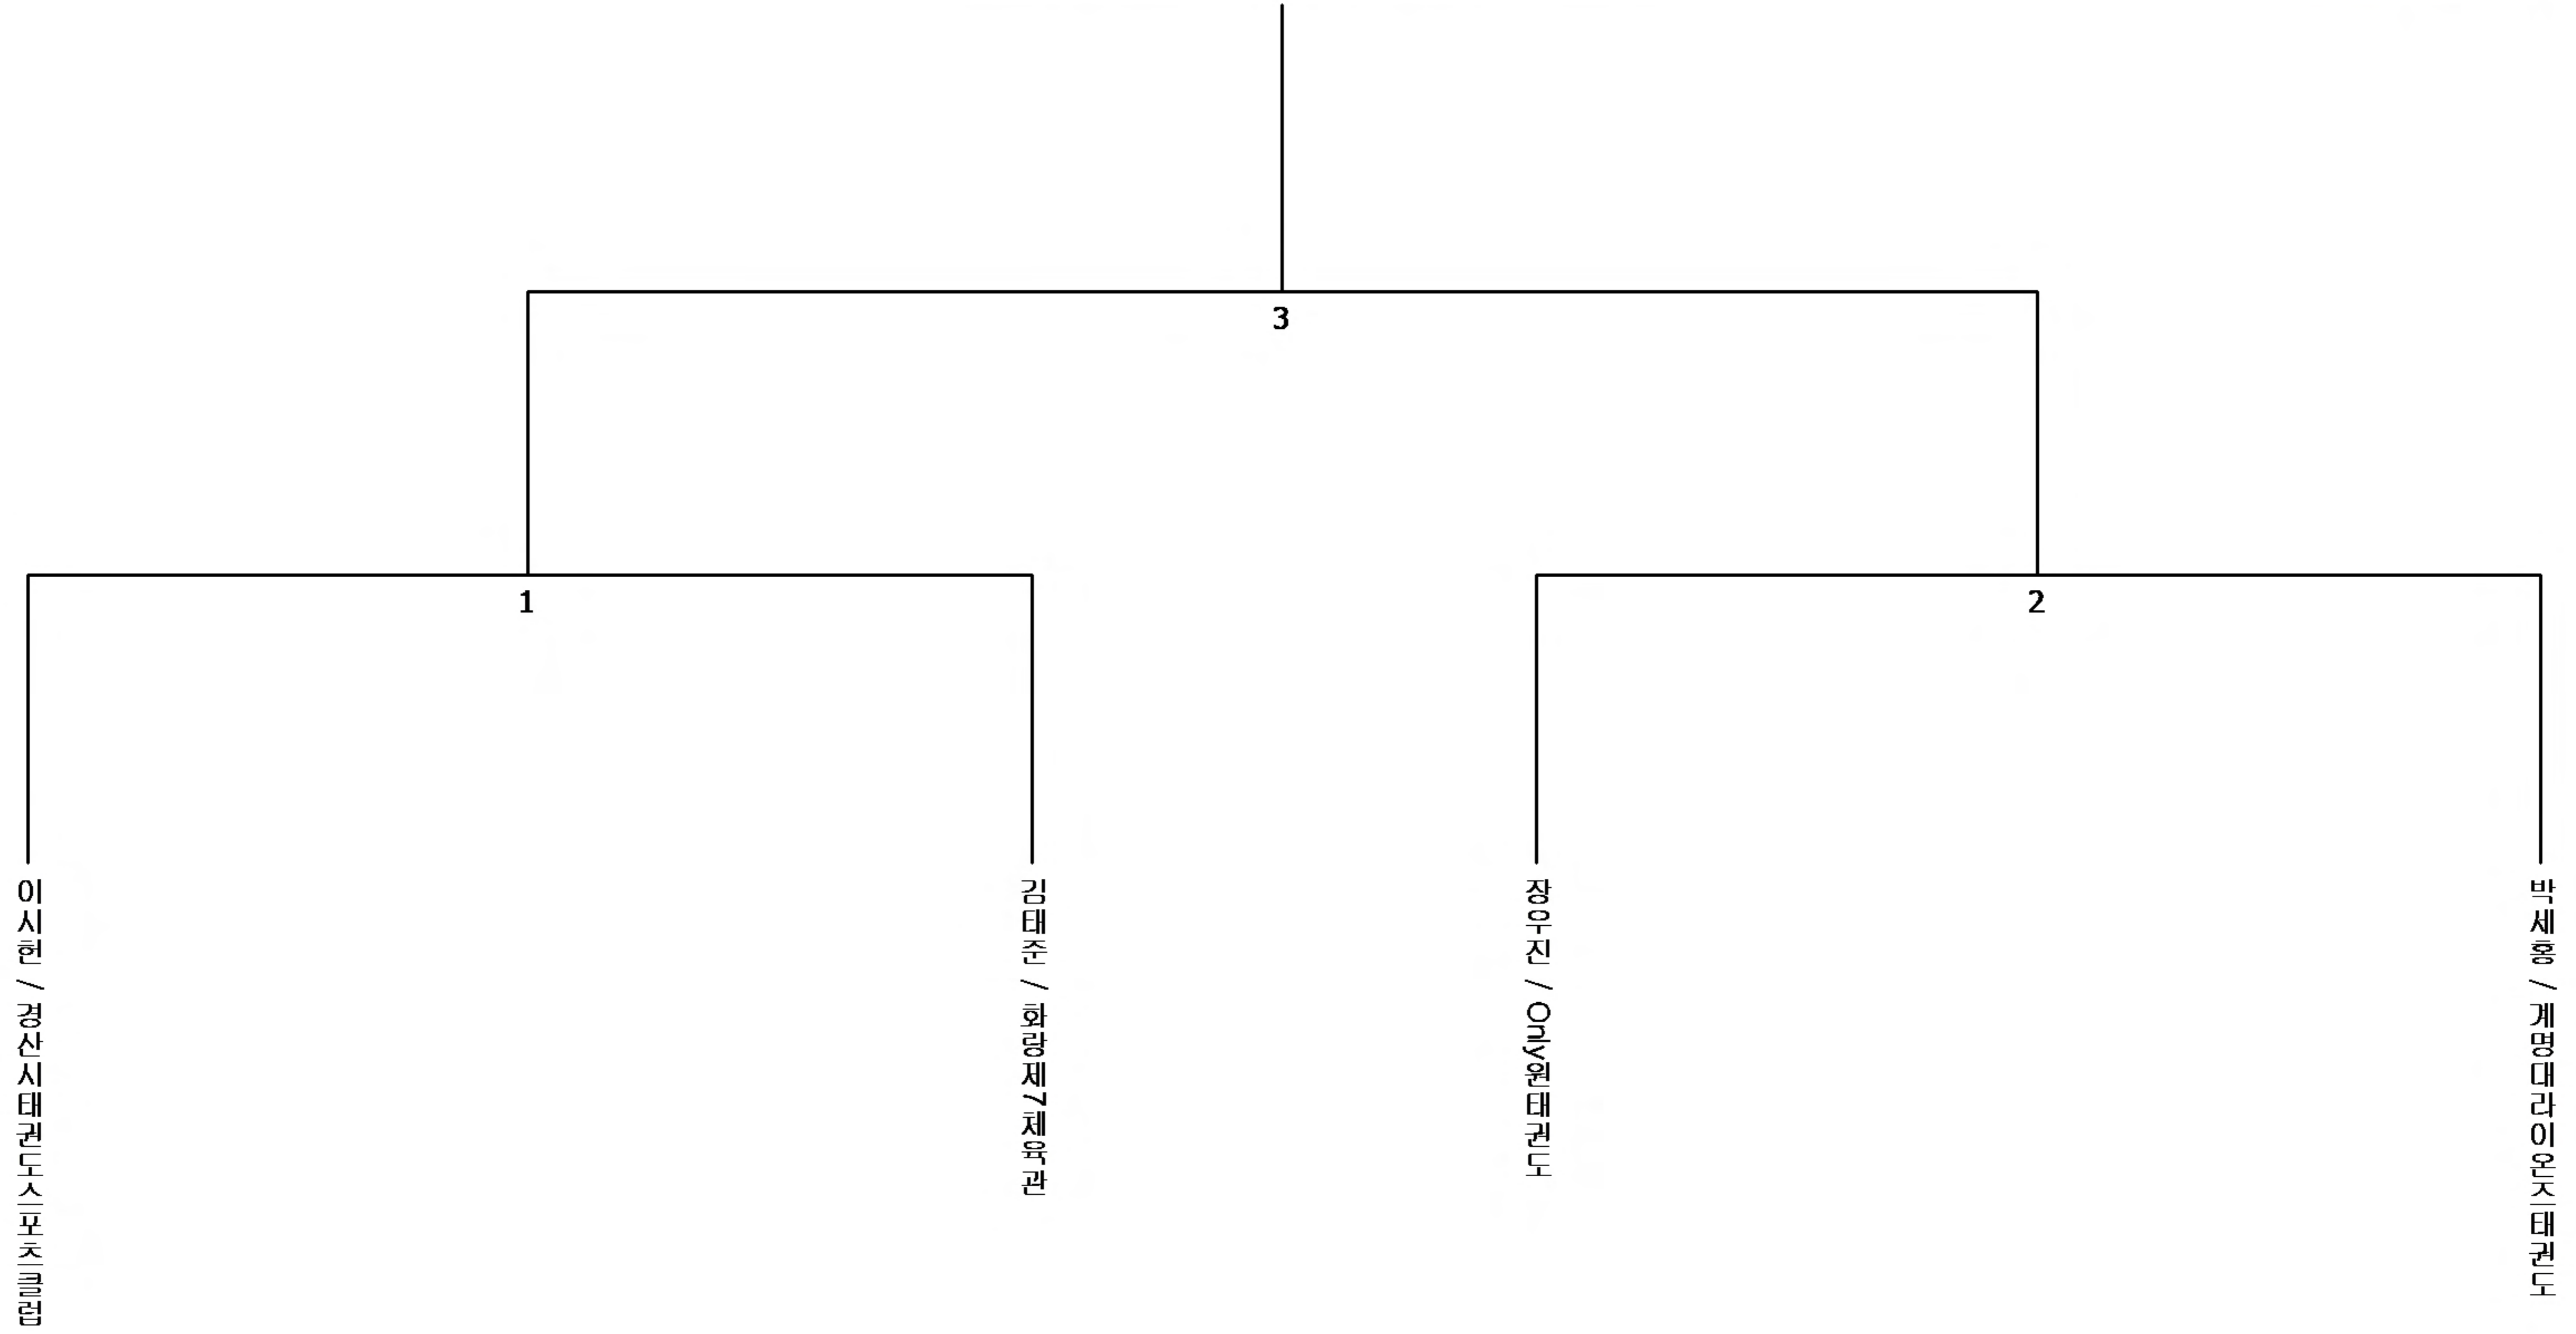 3
1
2
이시헌 / 경산시태권도스포츠클럽
김태준 / 화랑제7체육관
장우진 / Only원태권도
박세홍 / 계명대라이온즈태권도